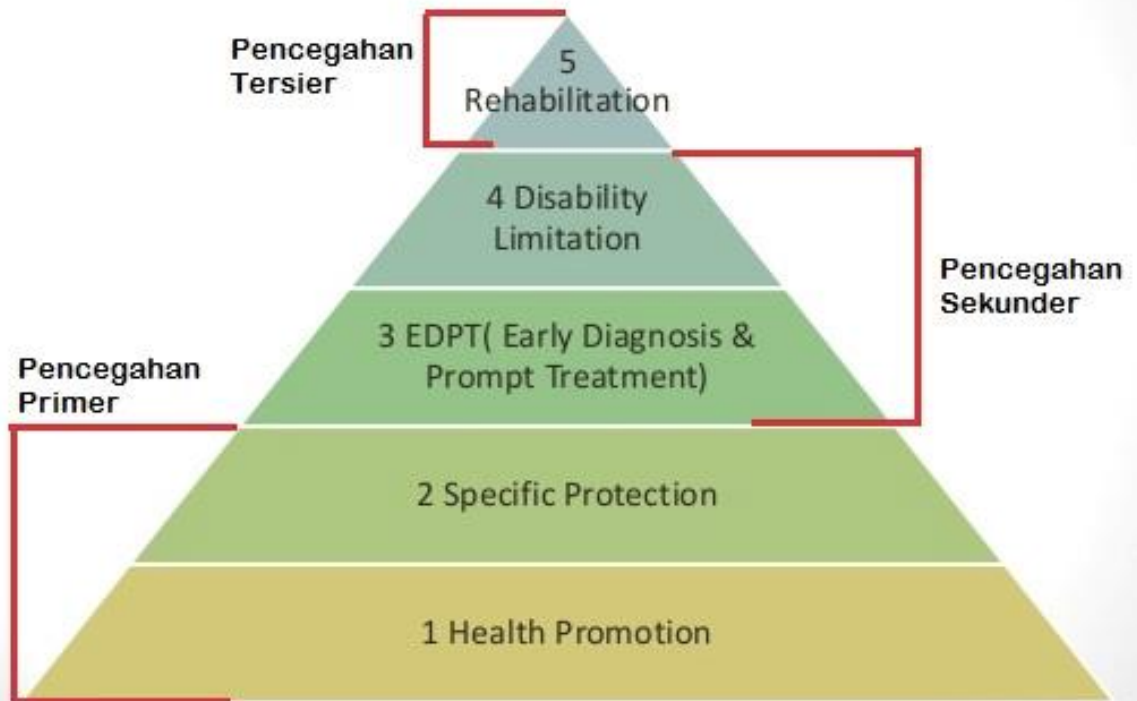 Pencegahan
Tersier
5
Rehabilitation
4 Disability
Limitation
Pencegahan
Sekunder
3 EDPT( Early Diagnosis &
Prompt Treatment)
Pencegahan
Primer
2 Specific Protection
1 Health Promotion